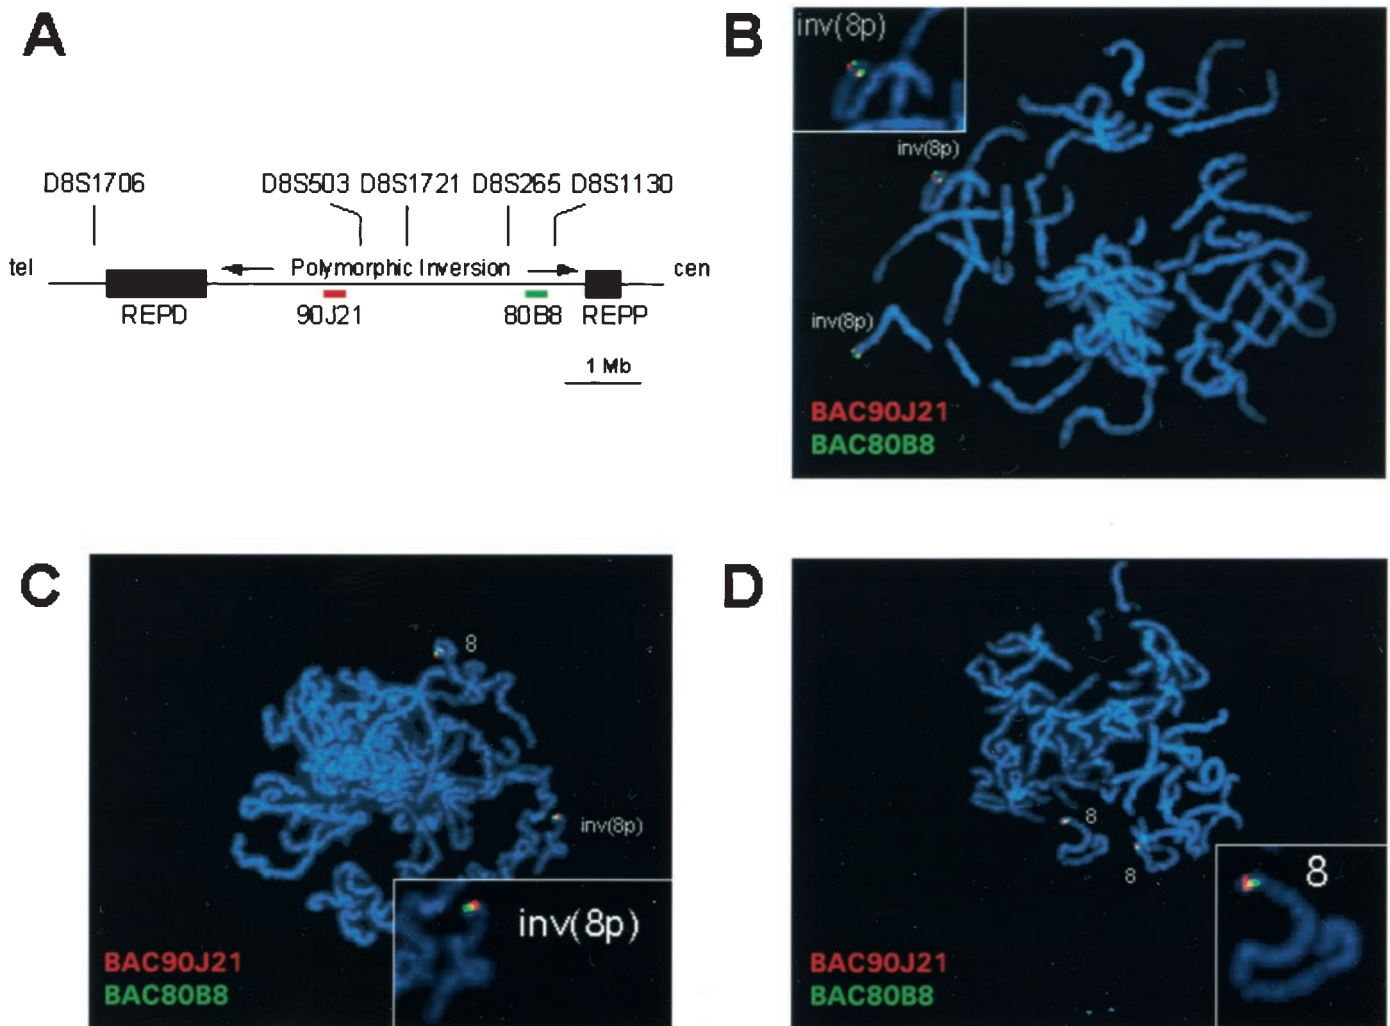 A
D8S1706 D8S503 D8S1721 D8S265 D8S1130
tel Polymorphic Inversion cen
REPD 90J21 80B8 REPP
1 Mb
B
inv(8p)
inv(8p)
inv(8p)
BAC90J21
BAC80B8
C
8
inv(8p)
inv(8p)
BAC90J21
BAC80B8
D
8
8
8
BAC90J21
BAC80B8